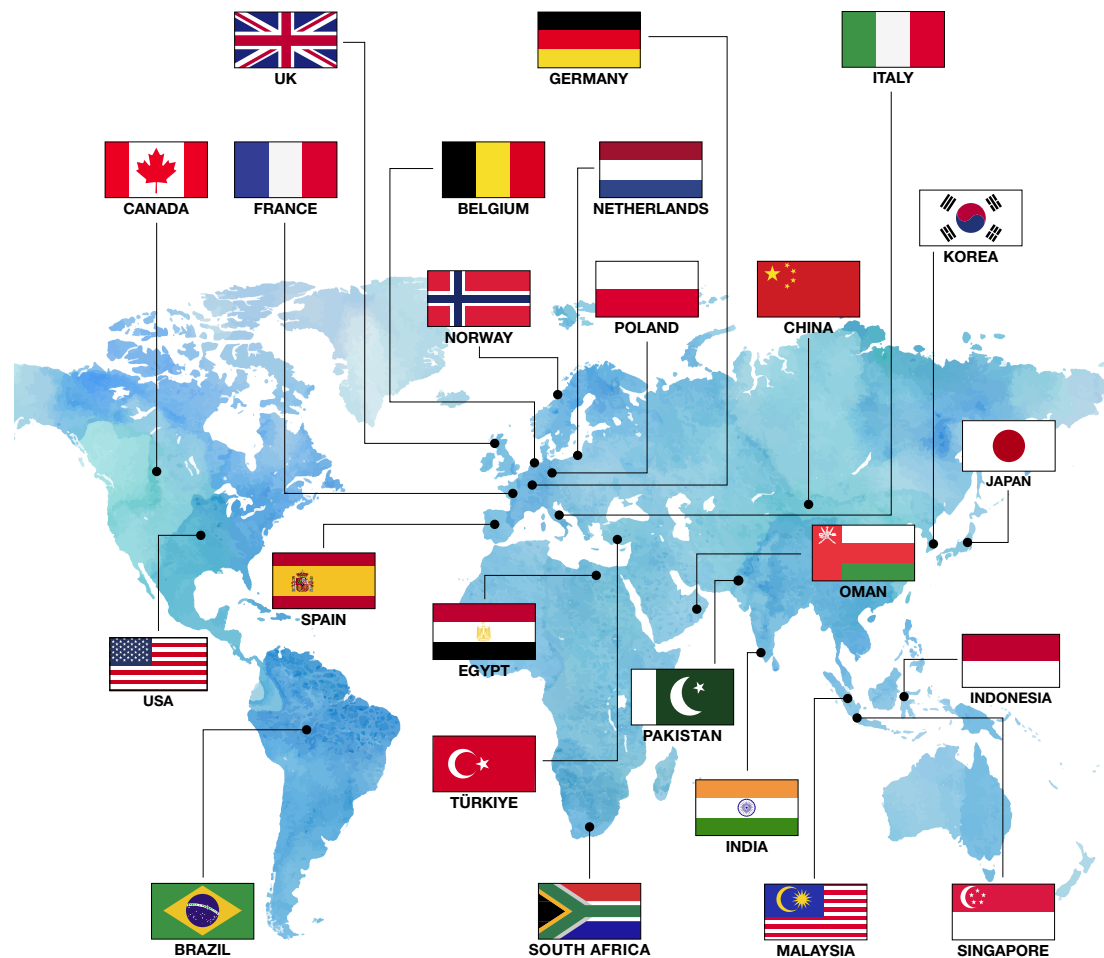 UK
GERMANY
ITALY
CANADA
FRANCE
BELGIUM
NETHERLANDS
KOREA
NORWAY
POLAND
CHINA
JAPAN
SPAIN
OMAN
USA
EGYPT
PAKISTAN
INDONESIA
TÜRKIYE
INDIA
BRAZIL
SOUTH AFRICA
MALAYSIA
SINGAPORE